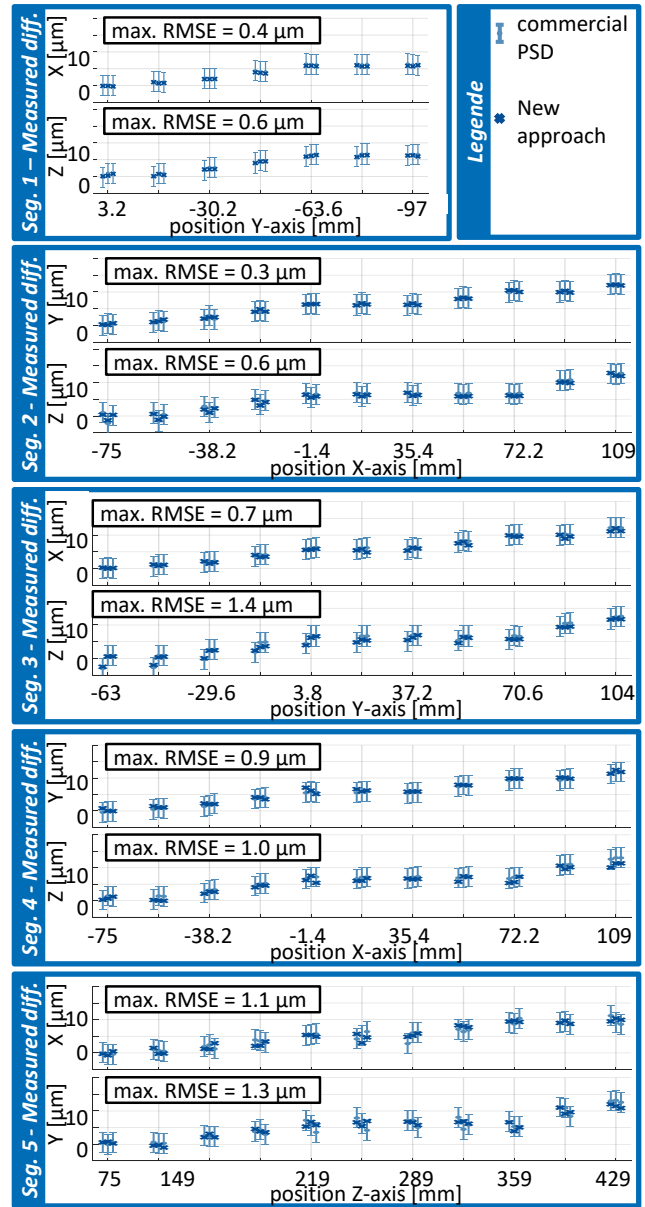 Seg. 1 – Measured diff.
X [µm]
10
0
max. RMSE = 0.4 µm
Z [µm]
10
0
max. RMSE = 0.6 µm
3.2 -30.2 -63.6 -97
position Y-axis [mm]
Legende
commercial
PSD
New
approach
Seg. 2 - Measured diff.
Y [µm]
10
0
max. RMSE = 0.3 µm
Z [µm]
10
0
max. RMSE = 0.6 µm
-75 -38.2 -1.4 35.4 72.2 109
position X-axis [mm]
Seg. 3 - Measured diff.
X [µm]
10
0
max. RMSE = 0.7 µm
Z [µm]
10
0
max. RMSE = 1.4 µm
-63 -29.6 3.8 37.2 70.6 104
position Y-axis [mm]
Seg. 4 - Measured diff.
Y [µm]
10
0
max. RMSE = 0.9 µm
Z [µm]
10
0
max. RMSE = 1.0 µm
-75 -38.2 -1.4 35.4 72.2 109
position X-axis [mm]
Seg. 5 - Measured diff.
X [µm]
10
0
max. RMSE = 1.1 µm
Y [µm]
10
0
max. RMSE = 1.3 µm
75 149 219 289 359 429
position Z-axis [mm]